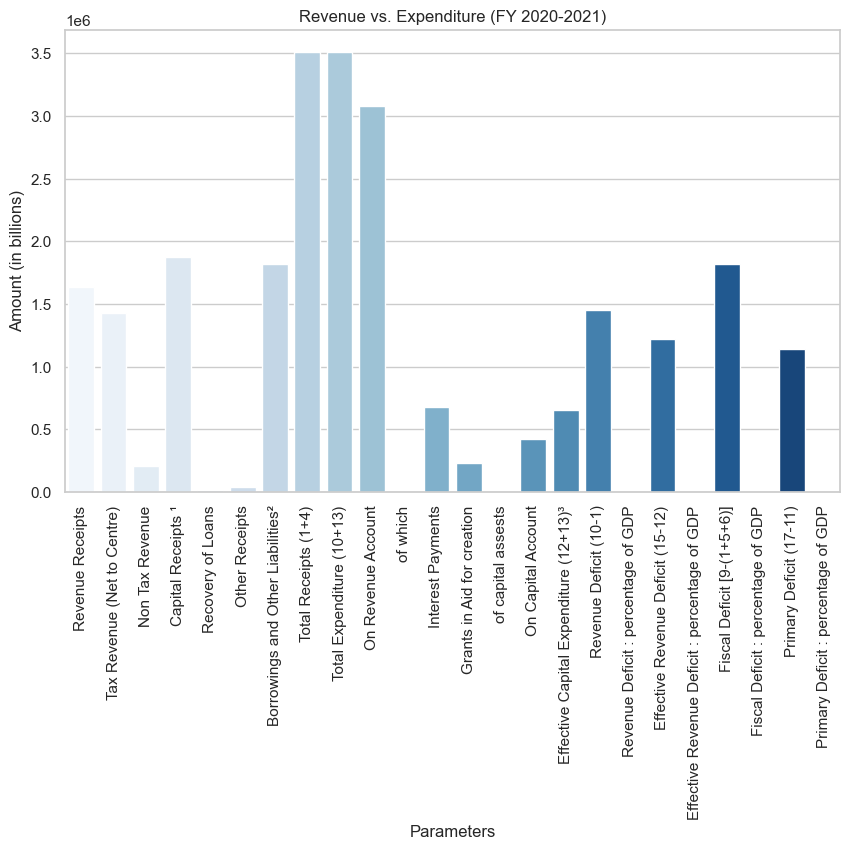 Revenue vs. Expenditure (FY 2020-2021)
1e6
3.5
3.0
2.5
2.0
1.5
1.0
0.5
0.0
Amount (in billions)
Revenue Receipts
Tax Revenue (Net to Centre)
Non Tax Revenue
Capital Receipts ¹
Recovery of Loans
Other Receipts
Borrowings and Other Liabilities²
Total Receipts (1+4)
Total Expenditure (10+13)
On Revenue Account
of which
Interest Payments
Grants in Aid for creation
of capital assests
On Capital Account
Effective Capital Expenditure (12+13)³
Revenue Deficit (10-1)
Revenue Deficit : percentage of GDP
Effective Revenue Deficit (15-12)
Effective Revenue Deficit : percentage of GDP
Fiscal Deficit [9-(1+5+6)]
Fiscal Deficit : percentage of GDP
Primary Deficit (17-11)
Primary Deficit : percentage of GDP
Parameters